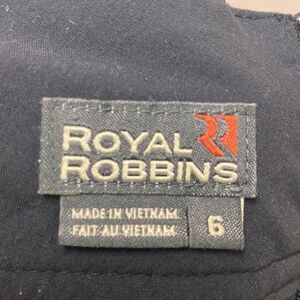 ROYAL
ROBBINS
MADE IN VIETNAM
FAIT AU VIETNAM
6